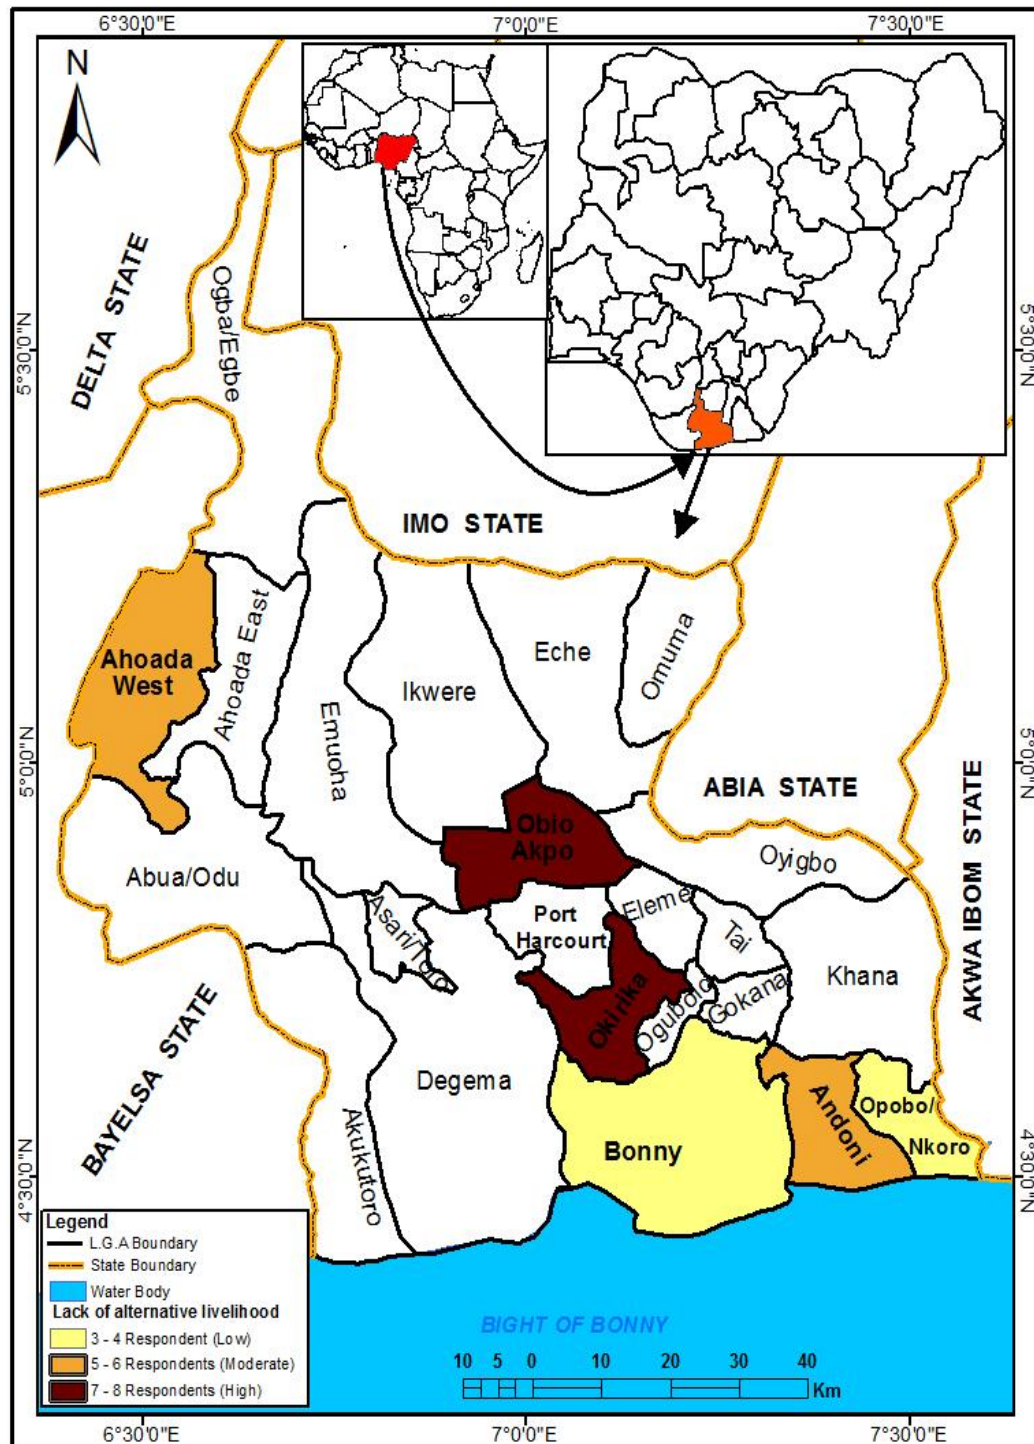 6°30'0"E
7°0'0"E
7°30'0"E
N
5°30'0"N
5°30'0"N
DELTA STATE
Ogba/Egbe
IMO STATE
Ahoada
West
Ahoada East
Emuoha
Ikwere
Eche
Omuma
5°0'0"N
5°0'0"N
ABIA STATE
AKWA IBOM STATE
Obio
Akpo
Oyigbo
Abua/Odu
Asari/Toro
Port
Harcourt
Eleme
Tai
Khana
Okirika
Ogubolo
Gokana
BAYELSA STATE
Degema
Akukutoro
Bonny
Andoni
Opobo/
Nkoro
4°30'0"N
4°30'0"N
Legend
L.G.A Boundary
State Boundary
Water Body
Lack of alternative livelihood
3 - 4 Respondent (Low)
5 - 6 Respondents (Moderate)
7 - 8 Respondents (High)
BIGHT OF BONNY
10 5 0 10 20 30 40
Km
6°30'0"E
7°0'0"E
7°30'0"E